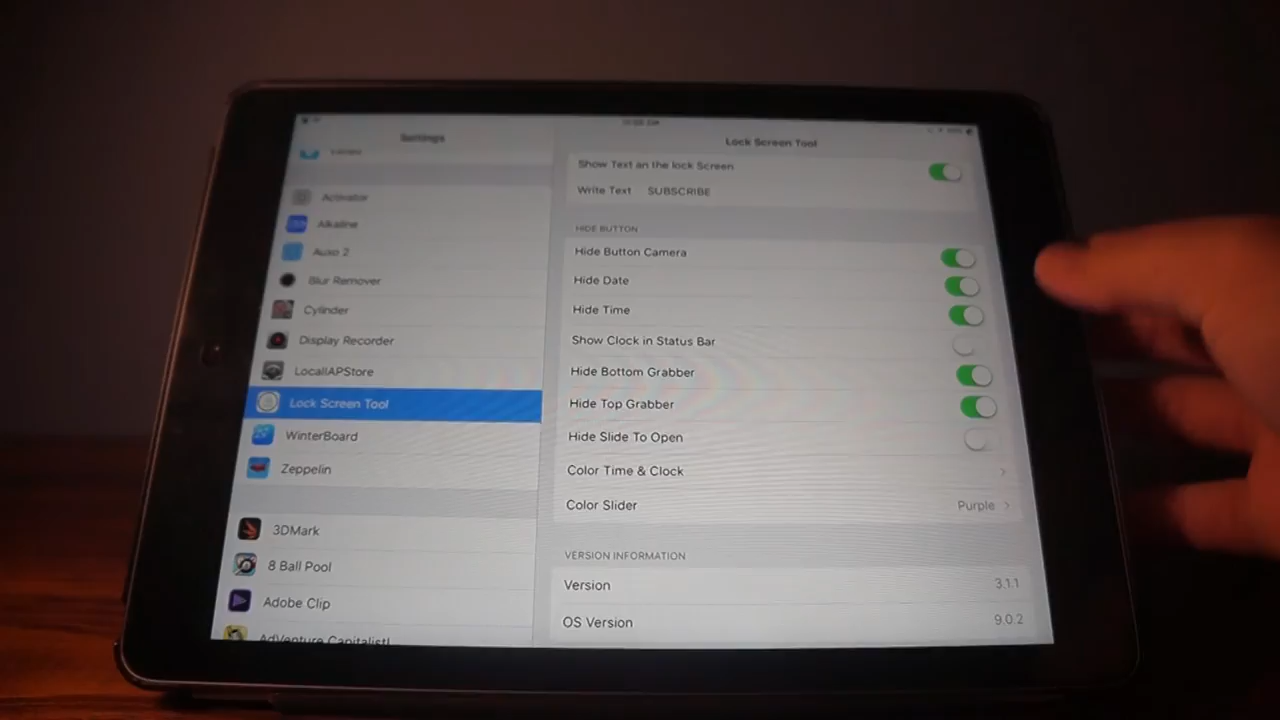 Settings
Activator
Alkaline
Auxo 2
Blur Remover
Cylinder
Display Recorder
LocalIAPStore
Lock Screen Tool
WinterBoard
Zeppelin
3DMark
8 Ball Pool
Adobe Clip
AdVenture Capitalist!
Lock Screen Tool
Show Text an the lock Screen
Write Text SUBSCRIBE
HIDE BUTTON
Hide Button Camera
Hide Date
Hide Time
Show Clock in Status Bar
Hide Bottom Grabber
Hide Top Grabber
Hide Slide To Open
Color Time & Clock
Color Slider Purple
VERSION INFORMATION
Version 3.1.1
OS Version 9.0.2